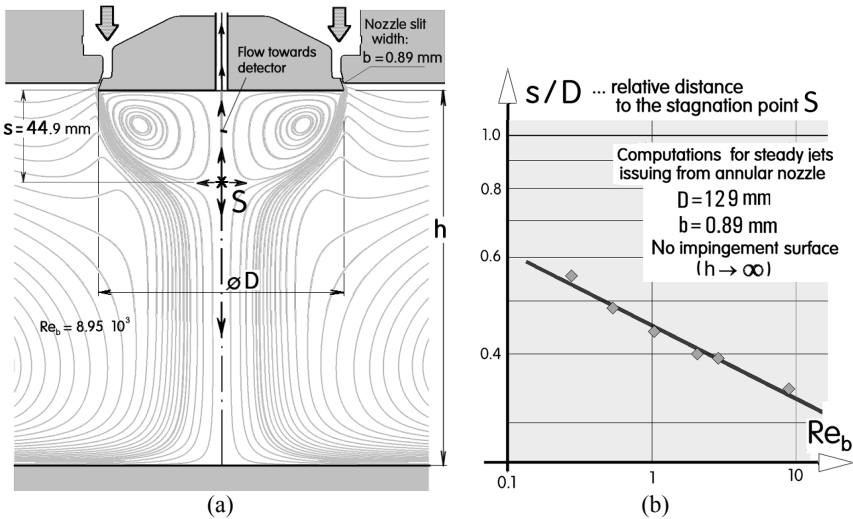 Nozzle slit
width:
b = 0.89 mm
Flow towards
detector
s = 44.9 mm
S
h
⌀ D
Re_b = 8.95 10³
(a)
s/D ... relative distance
to the stagnation point S
1.0
0.8
0.6
0.4
Computations for steady jets
issuing from annular nozzle
D = 129 mm
b = 0.89 mm
No impingement surface
(h → ∞)
Re_b
0.1
1
10
(b)